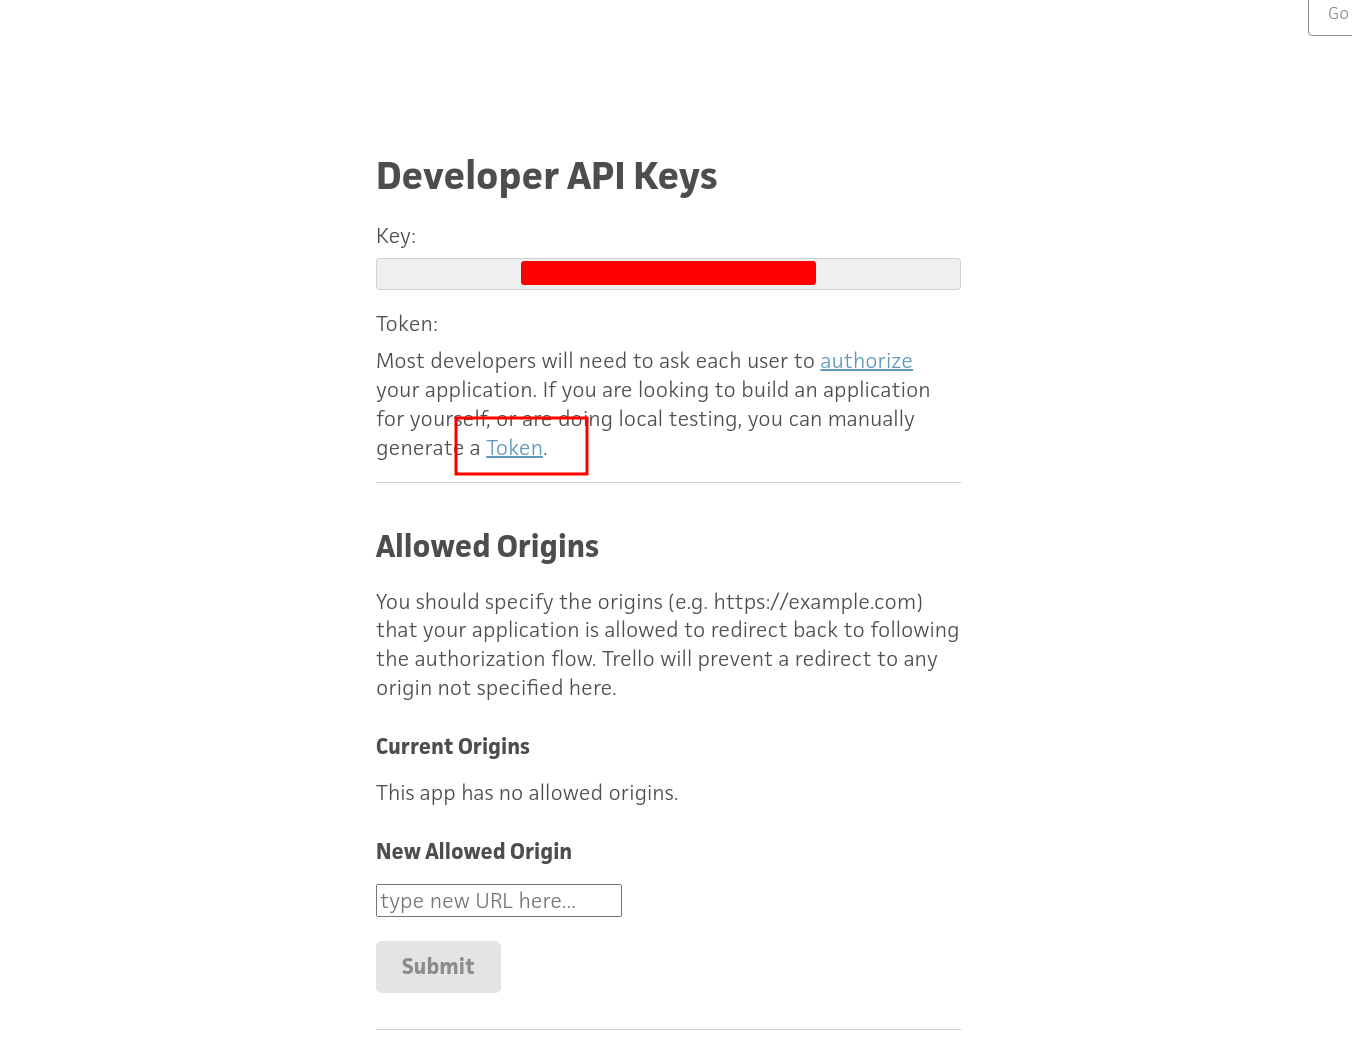 Go
Developer API Keys
Key:
Token:
Most developers will need to ask each user to authorize
your application. If you are looking to build an application
for yourself, or are doing local testing, you can manually
generate a Token.
Allowed Origins
You should specify the origins (e.g. https://example.com)
that your application is allowed to redirect back to following
the authorization flow. Trello will prevent a redirect to any
origin not specified here.
Current Origins
This app has no allowed origins.
New Allowed Origin
type new URL here...
Submit